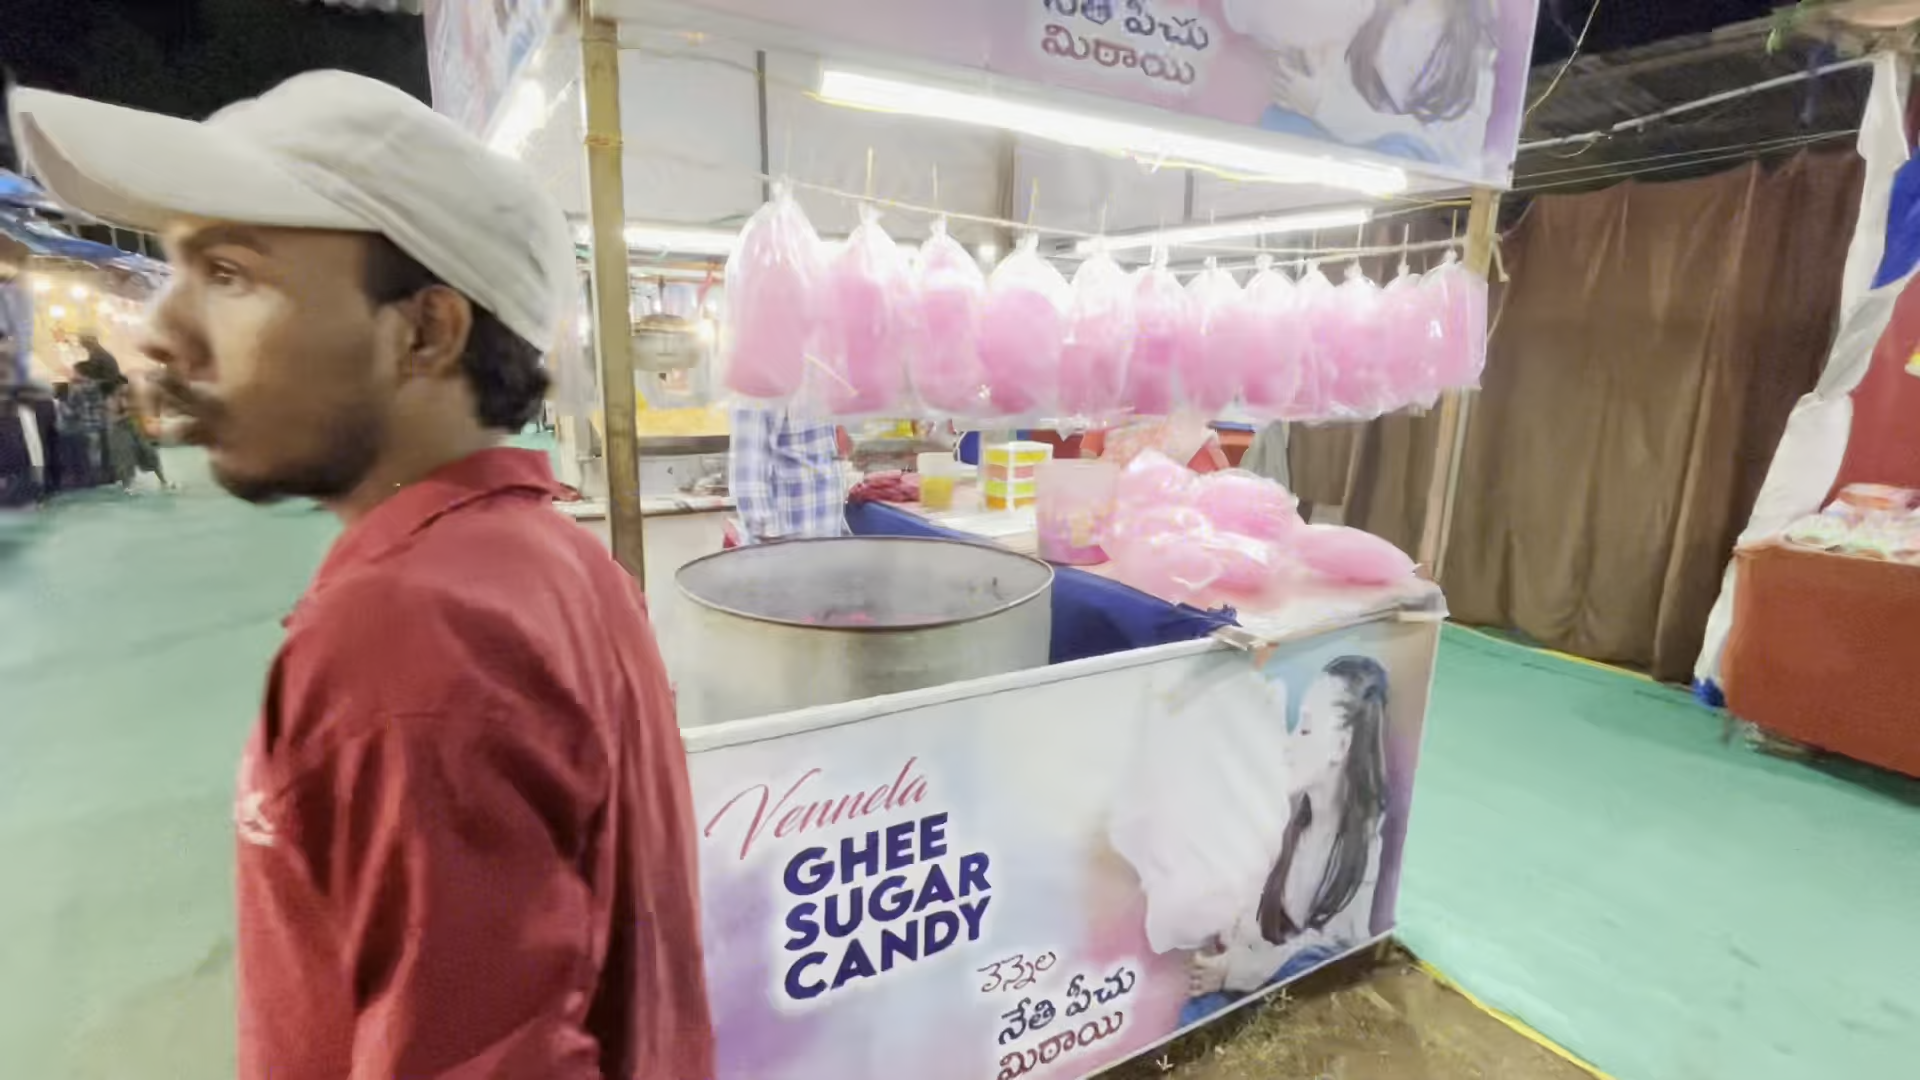 నేతి పీచు
మిఠాయి
Vennela
GHEE
SUGAR
CANDY
వెన్నెల
నేతి పీచు
మిఠాయి